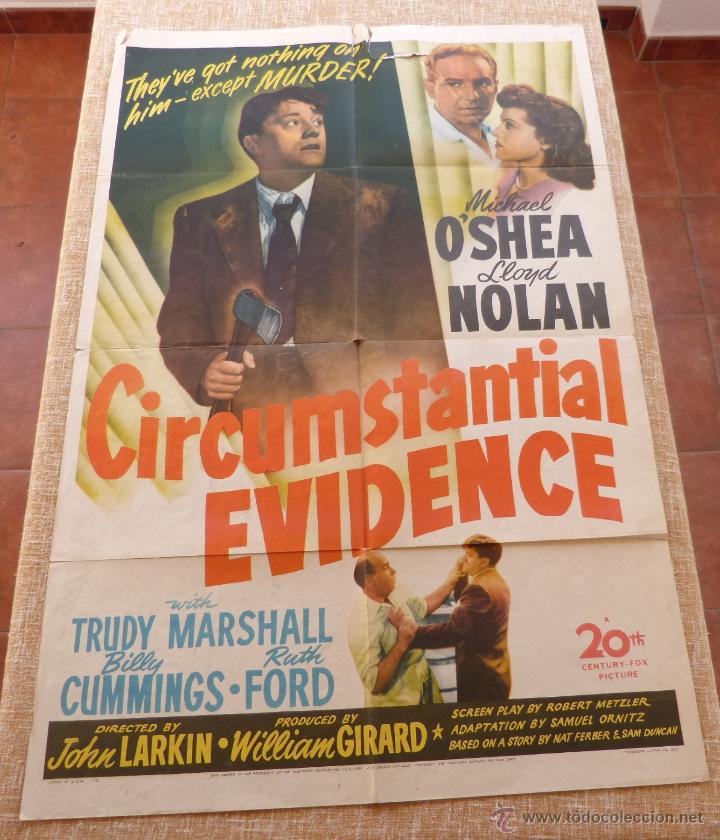 They've got nothing on
him—except MURDER!
Michael
O'SHEA
Lloyd
NOLAN
Circumstantial
EVIDENCE
with
TRUDY MARSHALL
Billy Ruth
CUMMINGS • FORD
A
20th
CENTURY-FOX
PICTURE
DIRECTED BY
John LARKIN •
PRODUCED BY
William GIRARD ★
SCREEN PLAY BY ROBERT METZLER
ADAPTATION BY SAMUEL ORNITZ
BASED ON A STORY BY NAT FERBER & SAM DUNCAN
todocoleccion
www.todocoleccion.net